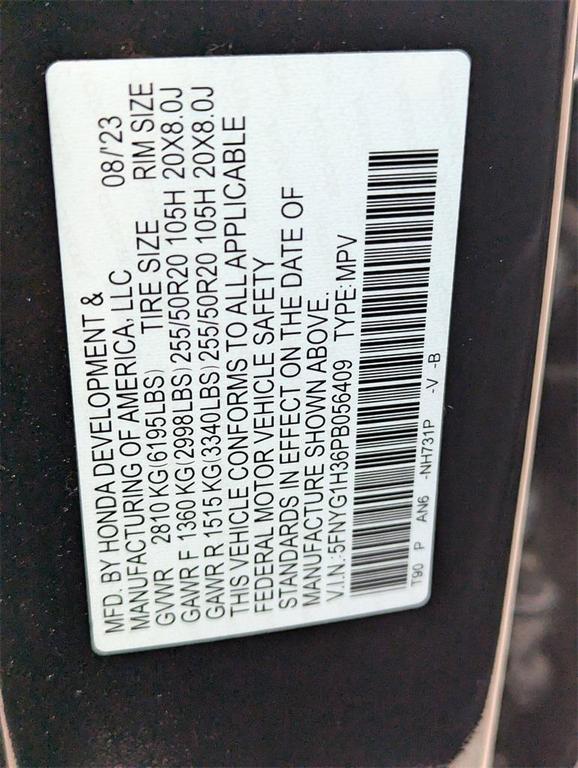 MFD. BY HONDA DEVELOPMENT &
MANUFACTURING OF AMERICA, LLC 08/'23
GVWR 2810 KG (6195LBS) TIRE SIZE RIM SIZE
GAWR F 1360 KG (2998LBS) 255/50R20 105H 20X8.0J
GAWR R 1515 KG (3340LBS) 255/50R20 105H 20X8.0J
THIS VEHICLE CONFORMS TO ALL APPLICABLE
FEDERAL MOTOR VEHICLE SAFETY
STANDARDS IN EFFECT ON THE DATE OF
MANUFACTURE SHOWN ABOVE.
V.I.N.:5FNYG1H36PB056409 TYPE:MPV
T90 P AN6 -NH731P -V -B